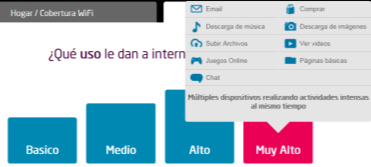 Hogar / Cobertura WiFi
¿Qué uso le dan a intern
Email
Comprar
Descarga de música
Descarga de imágenes
Subir Archivos
Ver videos
Juegos Online
Páginas básicas
Chat
Múltiples dispositivos realizando actividades intensas
al mismo tiempo
Basico
Medio
Alto
Muy Alto